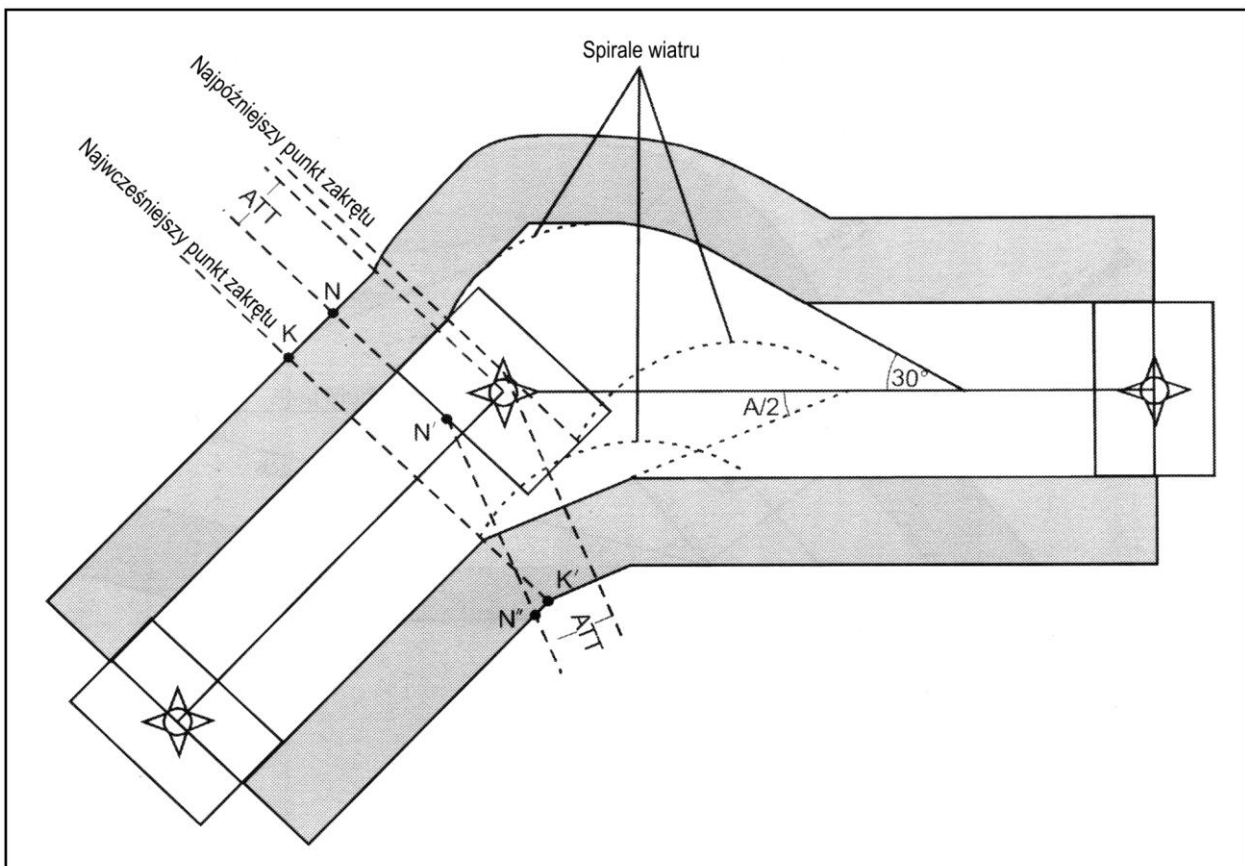 Spirale wiatru
Najpóźniejszy punkt zakrętu
ATT
Najwcześniejszy punkt zakrętu
N
K
N′
30°
A/2
K′
N″
ATT